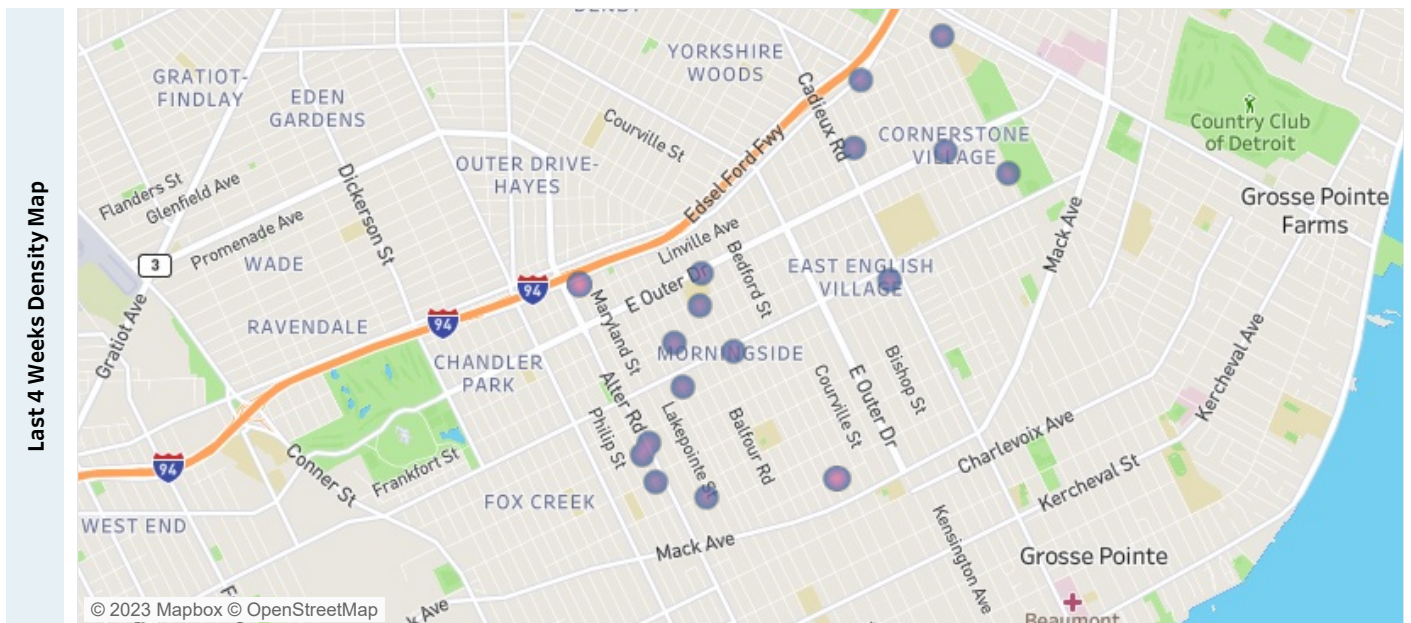 Last 4 Weeks Density Map
YORKSHIRE
WOODS
GRATIOT-
FINDLAY
EDEN
GARDENS
Cadieux Rd
Courville St
CORNERSTONE
VILLAGE
Country Club
of Detroit
OUTER DRIVE-
HAYES
Edsel Ford Fwy
Flanders St
Glenfield Ave
Dickerson St
Grosse Pointe
Farms
Promenade Ave
Mack Ave
Linville Ave
3
WADE
Bedford St
EAST ENGLISH
VILLAGE
E Outer Dr
94
Maryland St
Gratiot Ave
RAVENDALE
94
CHANDLER
PARK
MORNINGSIDE
Bishop St
Kercheval Ave
Alter Rd
Courville St
E Outer Dr
Philip St
Lakepointe St
Balfour Rd
Charlevoix Ave
94
Conner St
Frankfort St
Kercheval St
FOX CREEK
WEST END
Mack Ave
Kensington Ave
Grosse Pointe
Beaumont
© 2023 Mapbox © OpenStreetMap